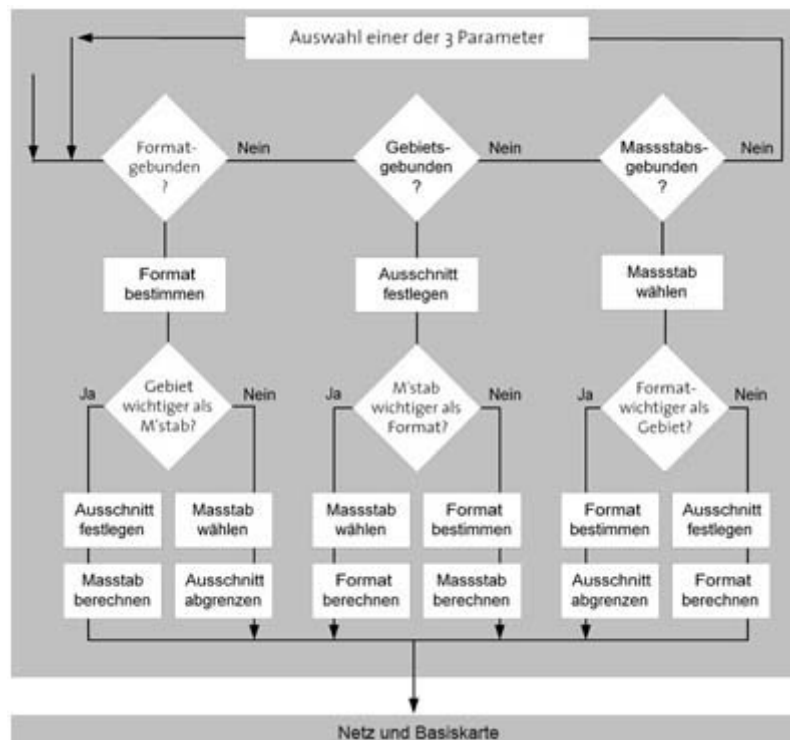 Auswahl einer der 3 Parameter
Format-
gebunden
?
Nein
Gebiets-
gebunden
?
Nein
Massstabs-
gebunden
?
Nein
Format
bestimmen
Ausschnitt
festlegen
Massstab
wählen
Ja
Gebiet
wichtiger als
M'stab?
Nein
Ja
M'stab
wichtiger als
Format?
Nein
Ja
Format-
wichtiger als
Gebiet?
Nein
Ausschnitt
festlegen
Masstab
wählen
Massstab
wählen
Format
bestimmen
Format
bestimmen
Ausschnitt
festlegen
Masstab
berechnen
Ausschnitt
abgrenzen
Format
berechnen
Massstab
berechnen
Ausschnitt
abgrenzen
Format
berechnen
Netz und Basiskarte